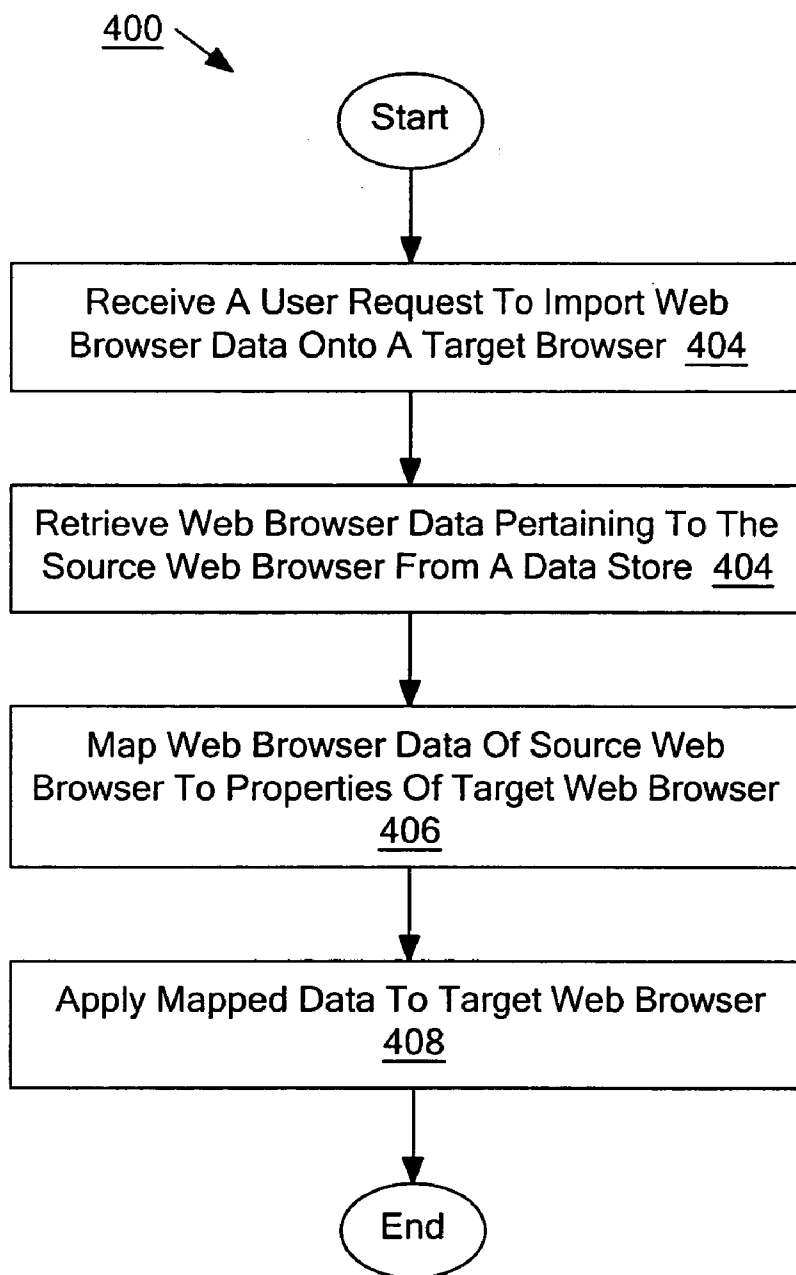 400
Start
Receive A User Request To Import Web
Browser Data Onto A Target Browser 404
Retrieve Web Browser Data Pertaining To The
Source Web Browser From A Data Store 404
Map Web Browser Data Of Source Web
Browser To Properties Of Target Web Browser
406
Apply Mapped Data To Target Web Browser
408
End